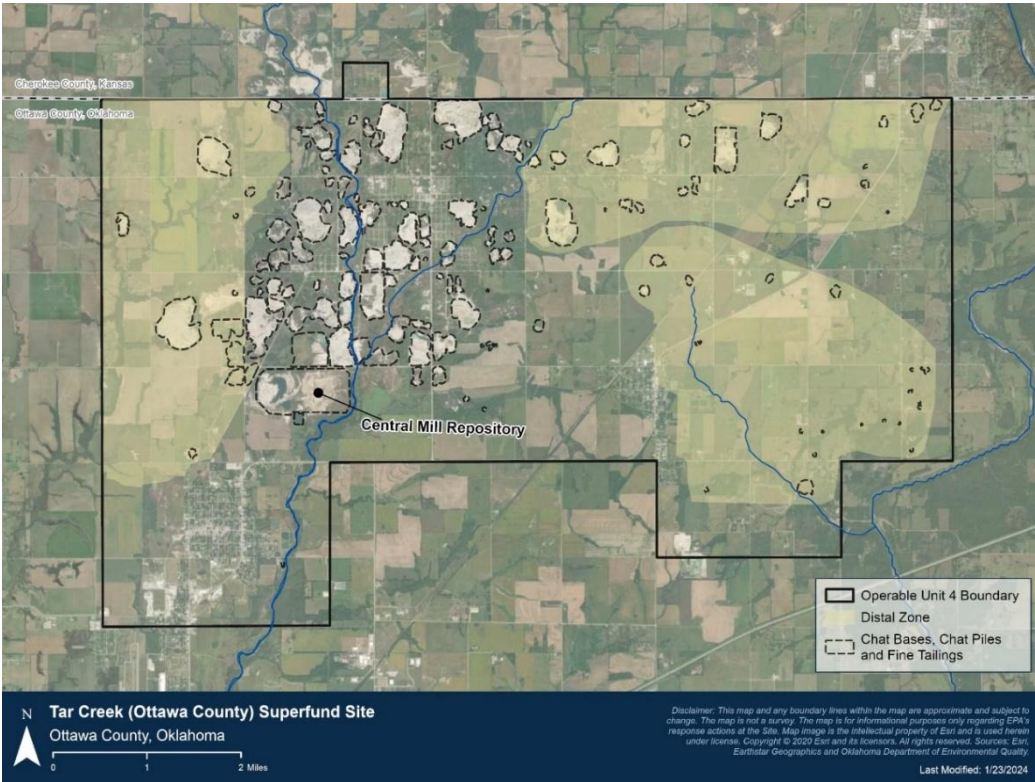 Cherokee County, Kansas
Ottawa County, Oklahoma
Central Mill Repository
Operable Unit 4 Boundary
Distal Zone
Chat Bases, Chat Piles
and Fine Tailings
N
Tar Creek (Ottawa County) Superfund Site
Ottawa County, Oklahoma
0 1 2 Miles
Disclaimer: This map and any boundary lines within the map are approximate and subject to
change. The map is not a survey. The map is for informational purposes only regarding EPA's
response actions at the Site. Map image is the intellectual property of Esri and is used herein
under license. Copyright © 2020 Esri and its licensors. All rights reserved. Sources: Esri,
Earthstar Geographics and Oklahoma Department of Environmental Quality.
Last Modified: 1/23/2024